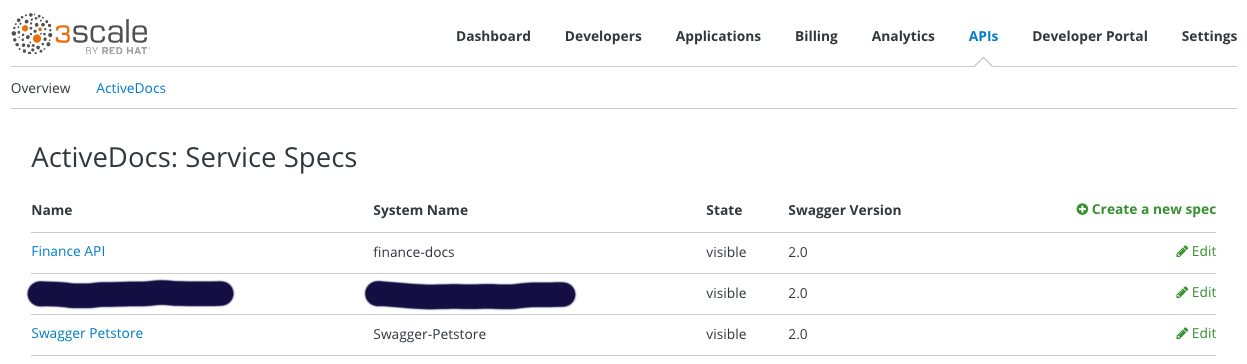 3scale
BY RED HAT
Dashboard Developers Applications Billing Analytics APIs Developer Portal Settings
Overview ActiveDocs
ActiveDocs: Service Specs
Name System Name State Swagger Version Create a new spec
Finance API finance-docs visible 2.0 Edit
visible 2.0 Edit
Swagger Petstore Swagger-Petstore visible 2.0 Edit